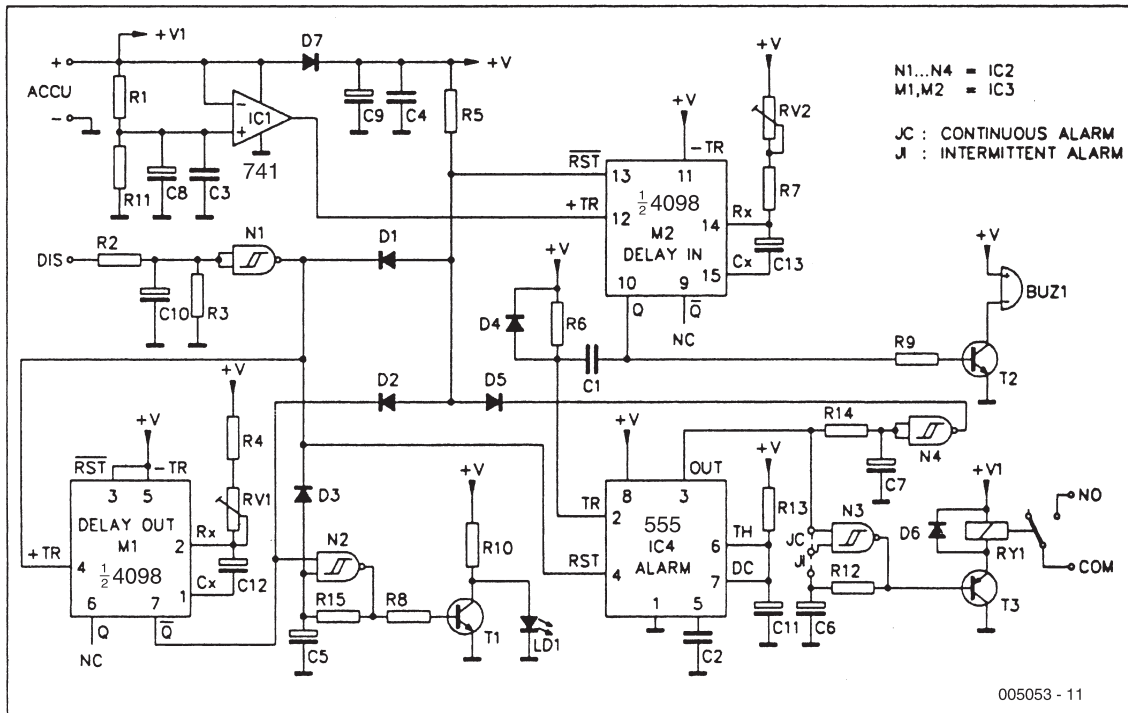 +V1
+
ACCU
-
R1
R11
C8
C3
-
IC1
+
741
D7
C9
C4
+V
R5
+V
RV2
R7
N1...N4 = IC2
M1,M2 = IC3
JC : CONTINUOUS ALARM
JI : INTERMITTENT ALARM
DIS
R2
C10
R3
N1
D1
RST
13
+TR
12
-TR
11
+V
½4098
M2
DELAY IN
14
Rx
15
Cx
C13
10
Q
9
Q
NC
+V
D4
R6
C1
R9
+V
BUZ1
T2
D2
D5
+V
R4
RV1
+V
RST
3
-TR
5
DELAY OUT
M1
½4098
+TR
4
2
Rx
1
Cx
C12
6
Q
7
Q
NC
D3
N2
R15
R8
C5
+V
R10
T1
LD1
+V
8
3
OUT
TR
2
555
IC4
ALARM
RST
4
6
TH
7
DC
1
5
C2
+V
R13
C11
R14
C7
N4
JC
JI
N3
R12
C6
+V1
D6
RY1
T3
NO
COM
005053 - 11